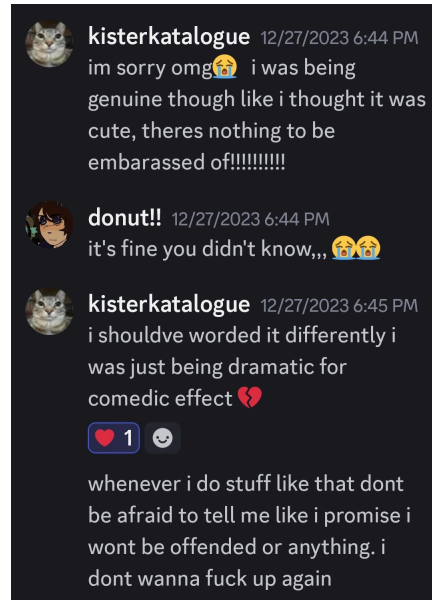 kisterkatalogue 12/27/2023 6:44 PM
im sorry omg😭 i was being
genuine though like i thought it was
cute, theres nothing to be
embarassed of!!!!!!!!!!
donut!! 12/27/2023 6:44 PM
it's fine you didn't know,,, 😭😭
kisterkatalogue 12/27/2023 6:45 PM
i shouldve worded it differently i
was just being dramatic for
comedic effect 💔
❤️ 1
whenever i do stuff like that dont
be afraid to tell me like i promise i
wont be offended or anything. i
dont wanna fuck up again